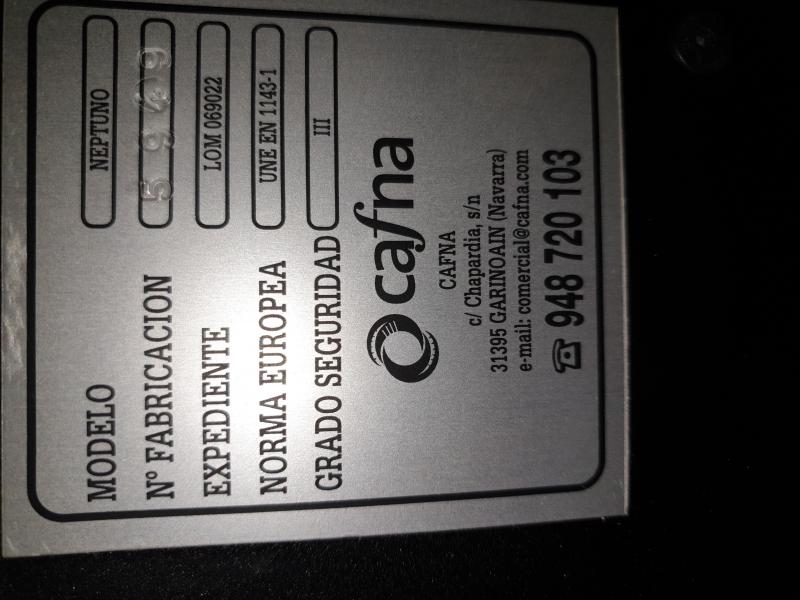 MODELO NEPTUNO
Nº FABRICACION
EXPEDIENTE LOM 069022
NORMA EUROPEA UNE EN 1143-1
GRADO SEGURIDAD III
cafna
CAFNA
c/ Chapardia, s/n
31395 GARINOAIN (Navarra)
e-mail: comercial@cafna.com
☎ 948 720 103